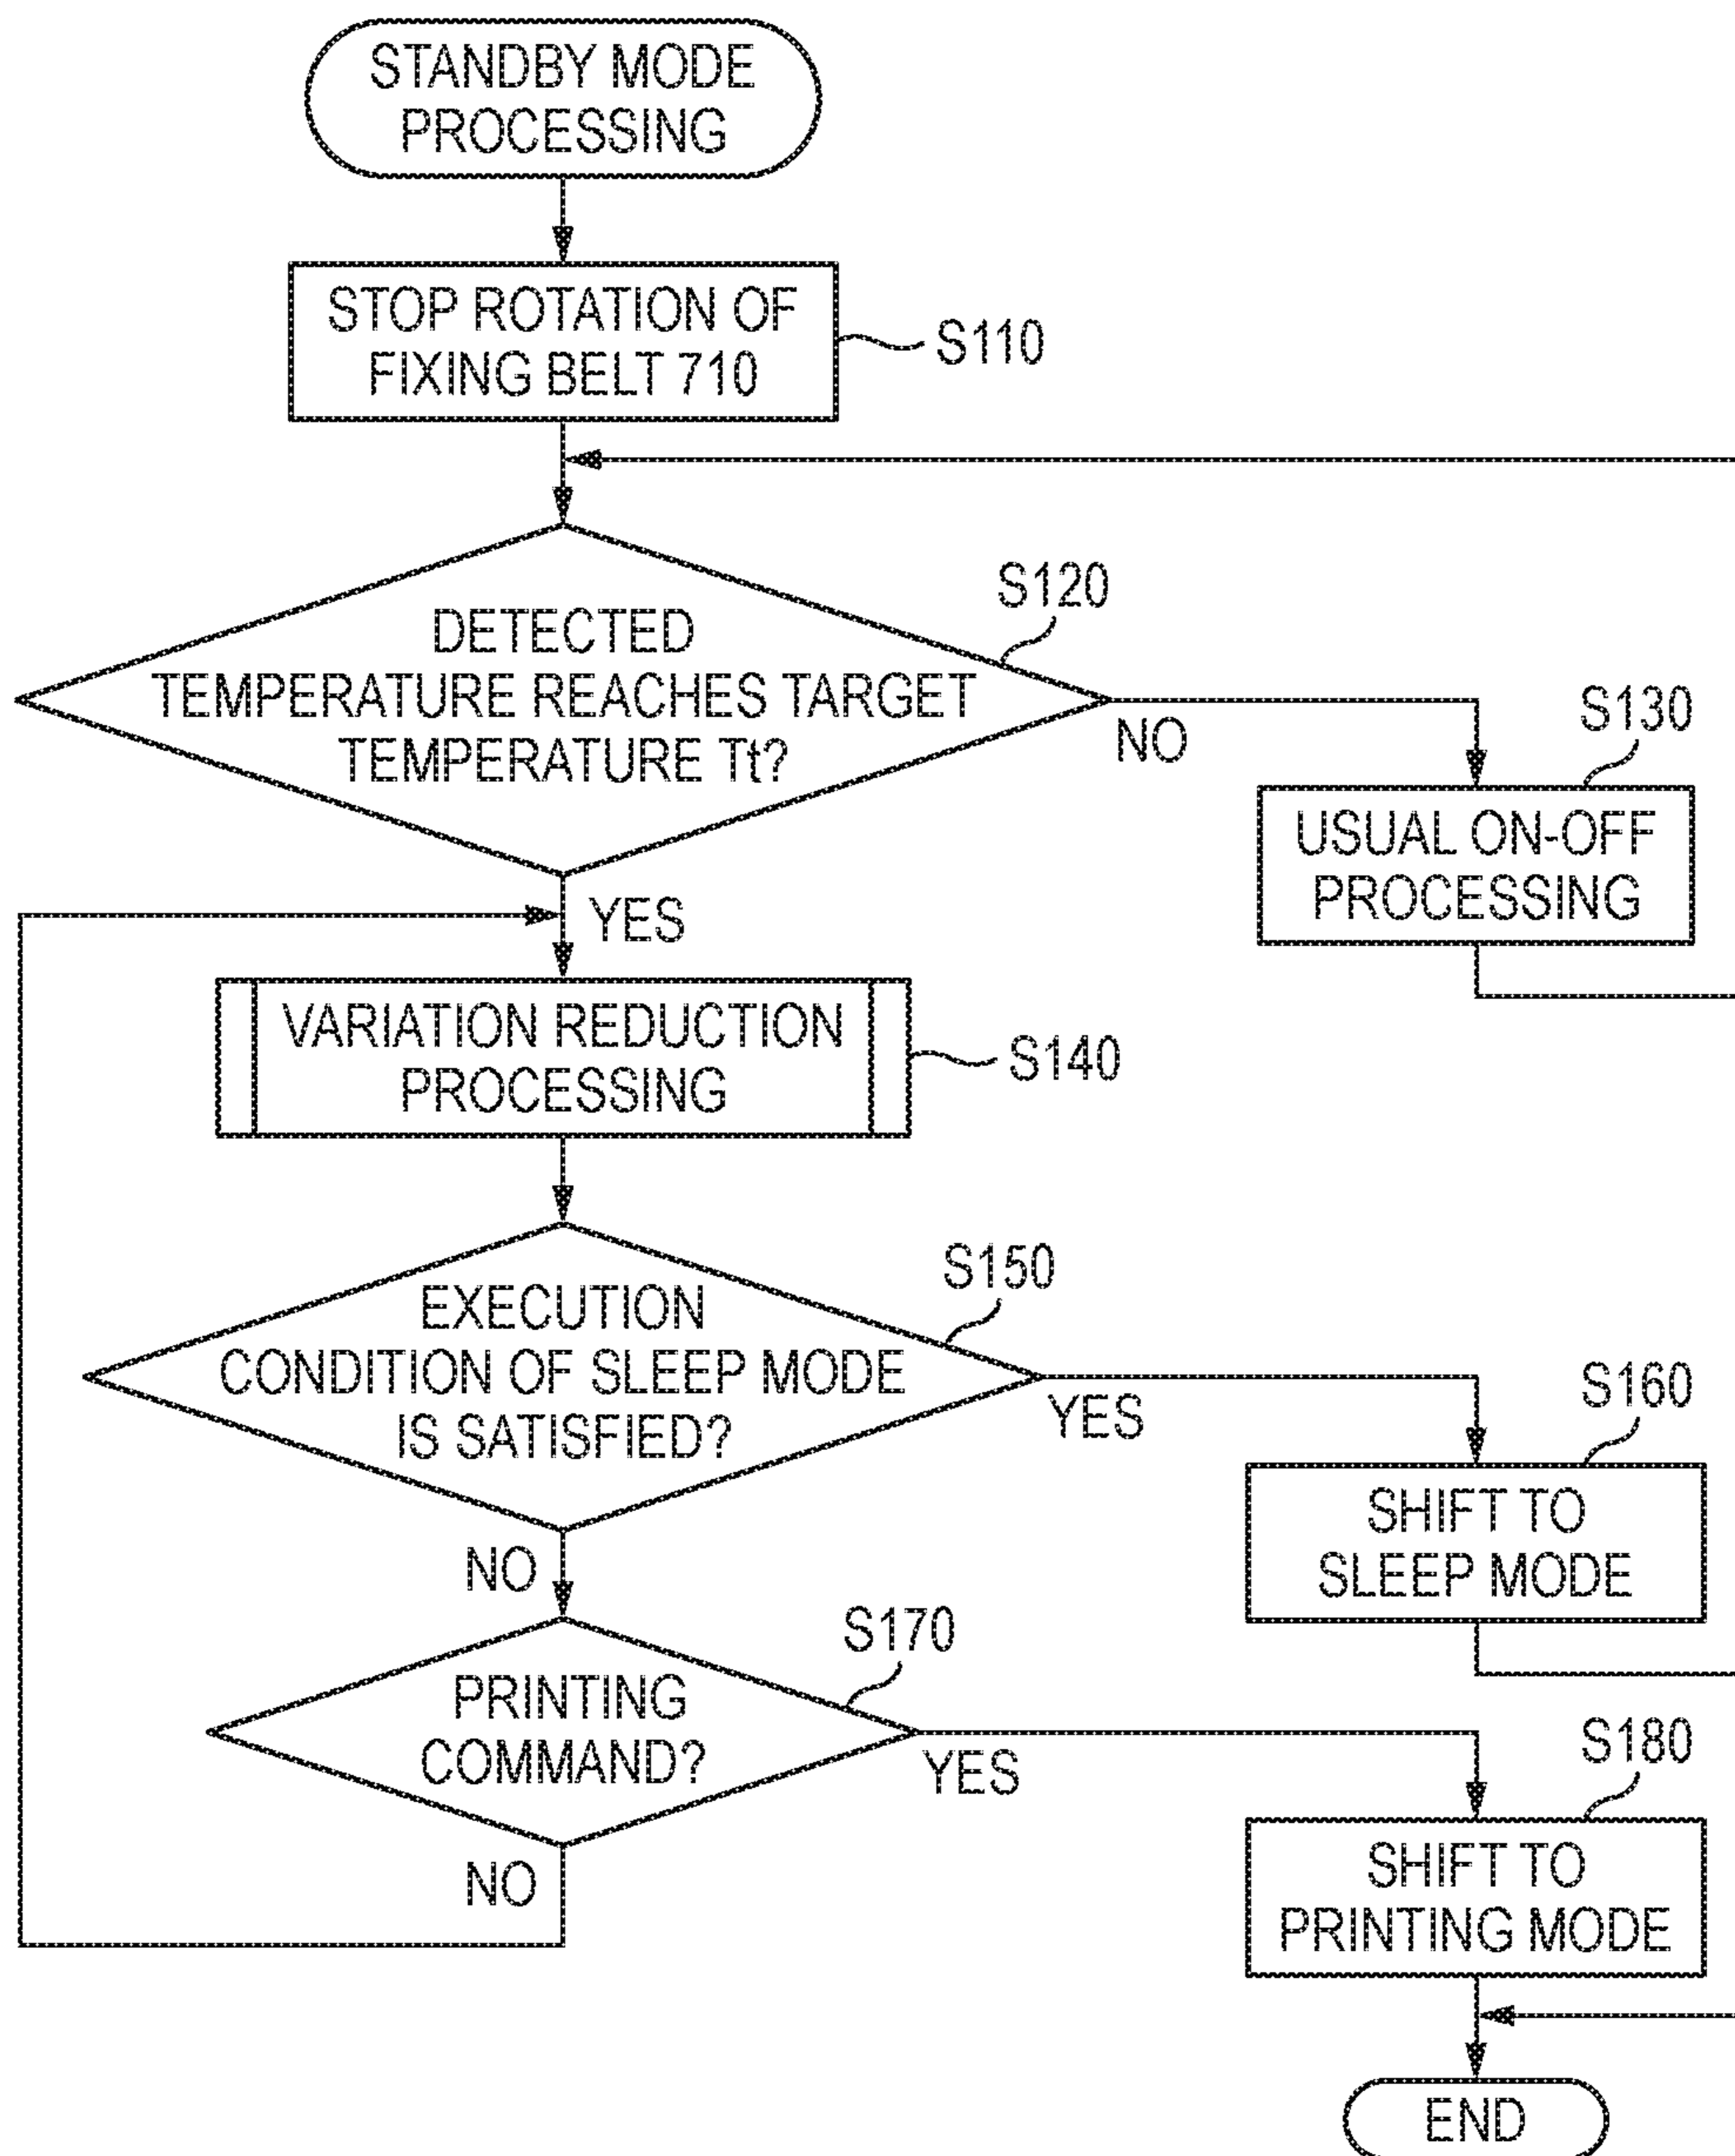 STANDBY MODE
PROCESSING
STOP ROTATION OF
FIXING BELT 710
S110
DETECTED
TEMPERATURE REACHES TARGET
TEMPERATURE Tt?
S120
NO
S130
USUAL ON-OFF
PROCESSING
YES
VARIATION REDUCTION
PROCESSING
S140
EXECUTION
CONDITION OF SLEEP MODE
IS SATISFIED?
S150
YES
S160
SHIFT TO
SLEEP MODE
NO
PRINTING
COMMAND?
S170
YES
S180
SHIFT TO
PRINTING MODE
NO
END